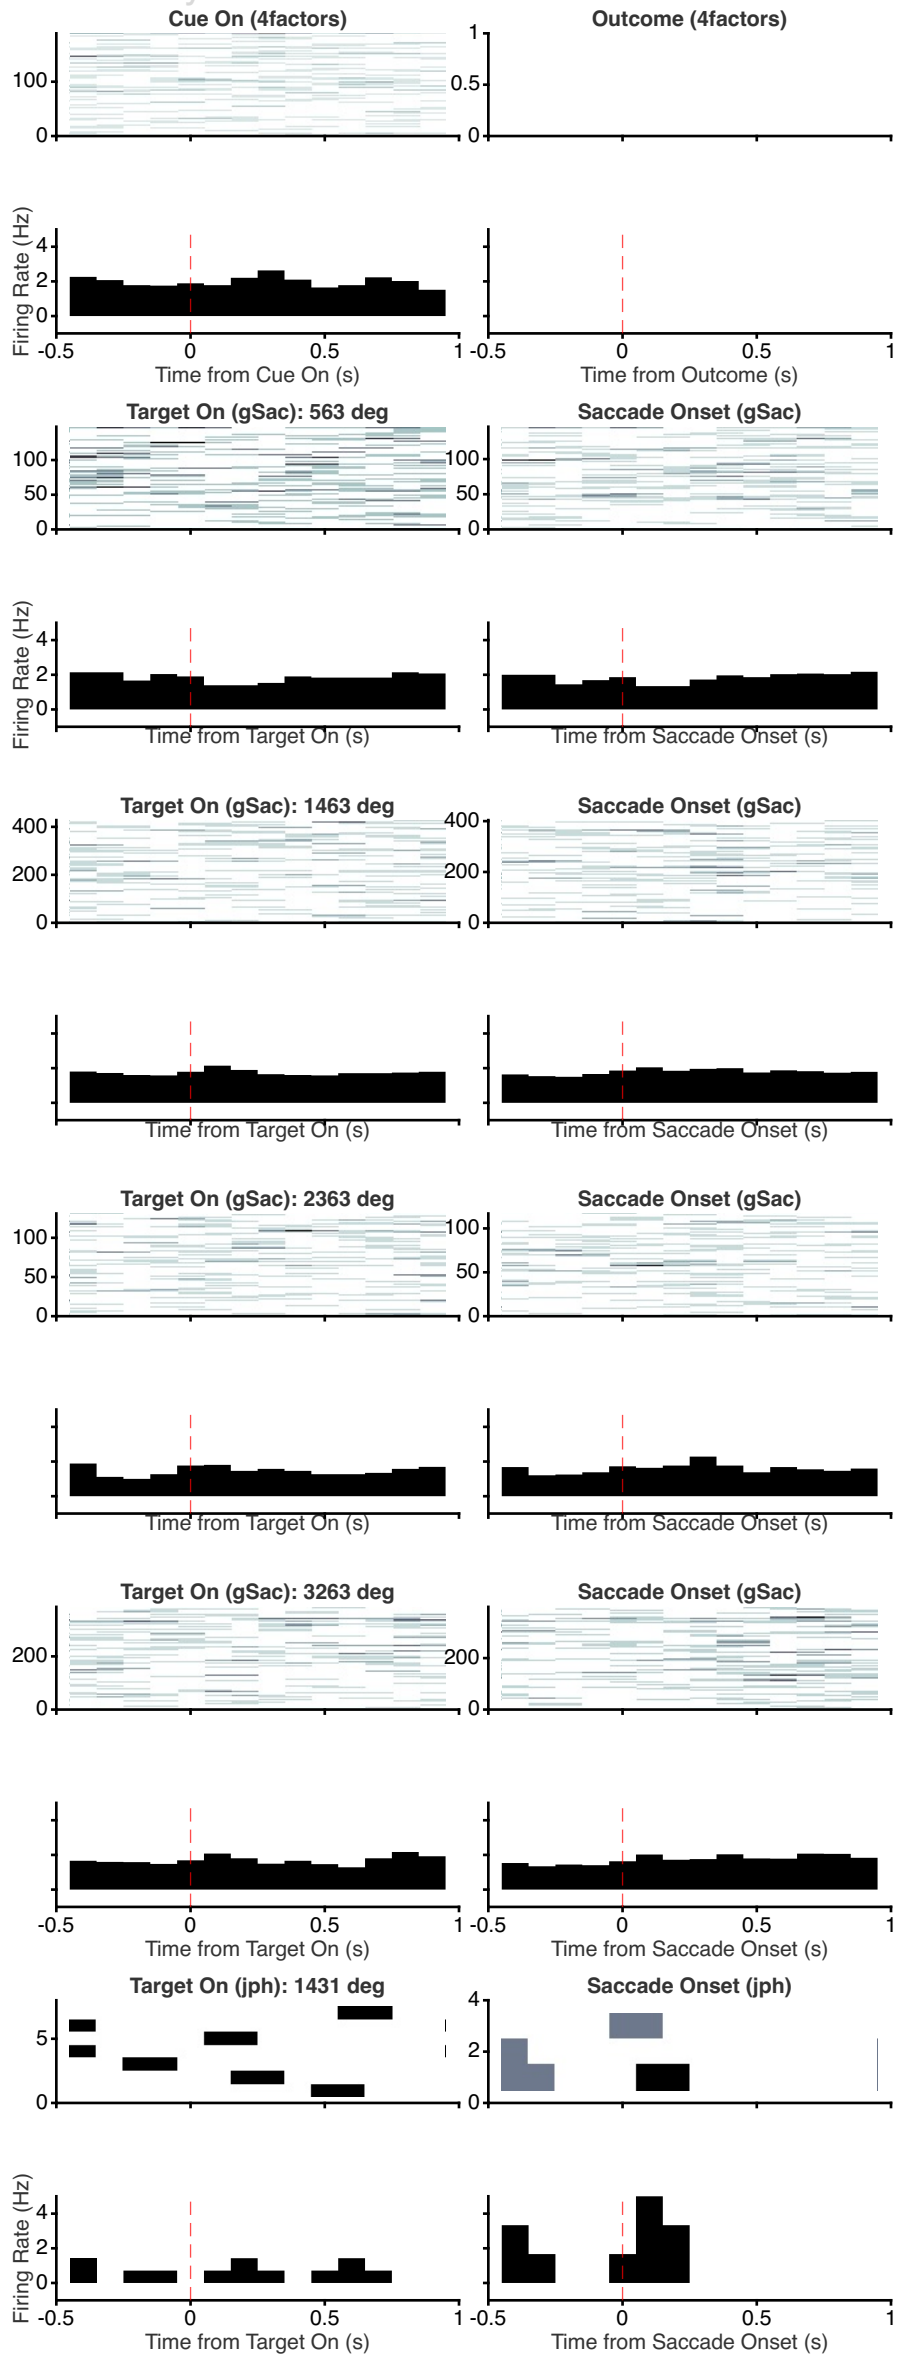 Cue On (4factors) Outcome (4factors)
100
0
1
0.5
0
Firing Rate (Hz)
4
2
0
-0.5 0 0.5 1 -0.5 0 0.5 1
Time from Cue On (s) Time from Outcome (s)
Target On (gSac): 563 deg Saccade Onset (gSac)
100
50
0
100
50
0
Firing Rate (Hz)
4
2
0
Time from Target On (s) Time from Saccade Onset (s)
Target On (gSac): 1463 deg Saccade Onset (gSac)
400
200
0
400
200
0
Time from Target On (s) Time from Saccade Onset (s)
Target On (gSac): 2363 deg Saccade Onset (gSac)
100
50
0
100
50
0
Time from Target On (s) Time from Saccade Onset (s)
Target On (gSac): 3263 deg Saccade Onset (gSac)
200
0
200
0
-0.5 0 0.5 1 -0.5 0 0.5 1
Time from Target On (s) Time from Saccade Onset (s)
Target On (jph): 1431 deg Saccade Onset (jph)
5
0
4
2
0
Firing Rate (Hz)
4
2
0
-0.5 0 0.5 1 -0.5 0 0.5 1
Time from Target On (s) Time from Saccade Onset (s)